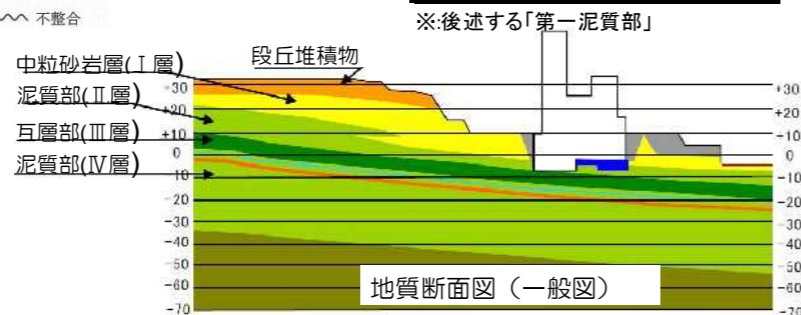 不整合
※:後述する「第一泥質部」
段丘堆積物
中粒砂岩層(Ⅰ層)
泥質部(Ⅱ層)
互層部(Ⅲ層)
泥質部(Ⅳ層)
+30
+20
+10
0
-10
-20
-30
-40
-50
-60
-70
+30
+20
+10
0
-10
-20
-30
-40
-50
-60
-70
地質断面図（一般図）